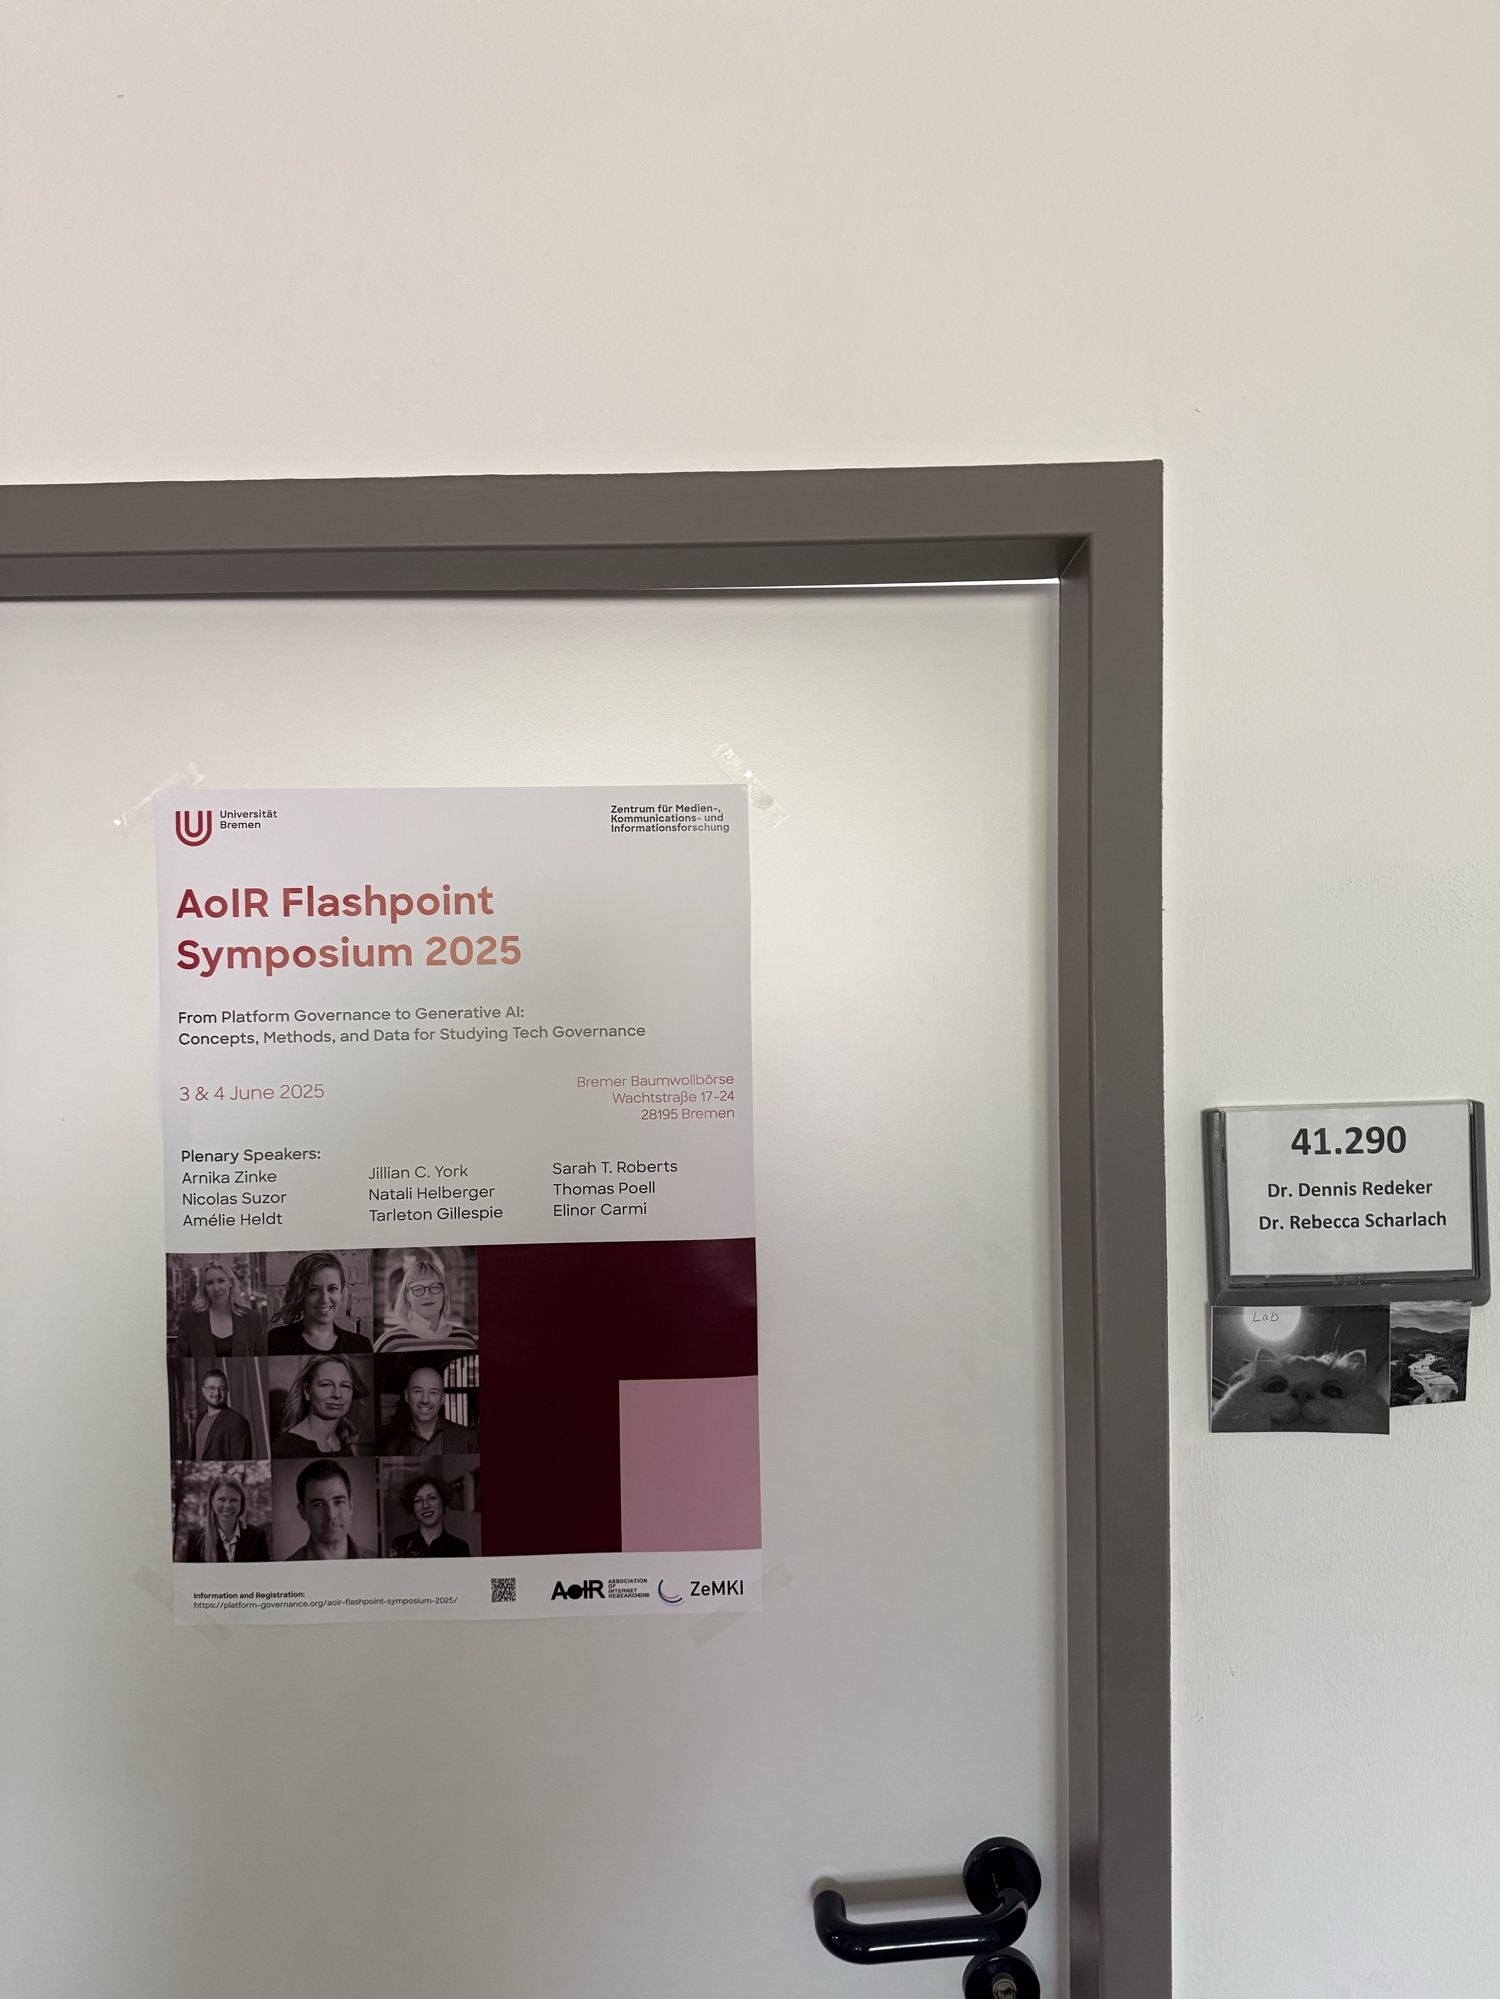 Universität
Bremen
Zentrum für Medien-,
Kommunications- und
Informationsforschung
AoIR Flashpoint
Symposium 2025
From Platform Governance to Generative AI:
Concepts, Methods, and Data for Studying Tech Governance
3 & 4 June 2025
Bremer Baumwollbörse
Wachtstraße 17-24
28195 Bremen
Plenary Speakers:
Arnika Zinke
Nicolas Suzor
Amélie Heldt
Jillian C. York
Natali Helberger
Tarleton Gillespie
Sarah T. Roberts
Thomas Poell
Elinor Carmi
Information and Registration:
https://platform-governance.org/aoir-flashpoint-symposium-2025/
AoIR
ASSOCIATION
OF
INTERNET
RESEARCHERS
ZeMKI
41.290
Dr. Dennis Redeker
Dr. Rebecca Scharlach
Lab